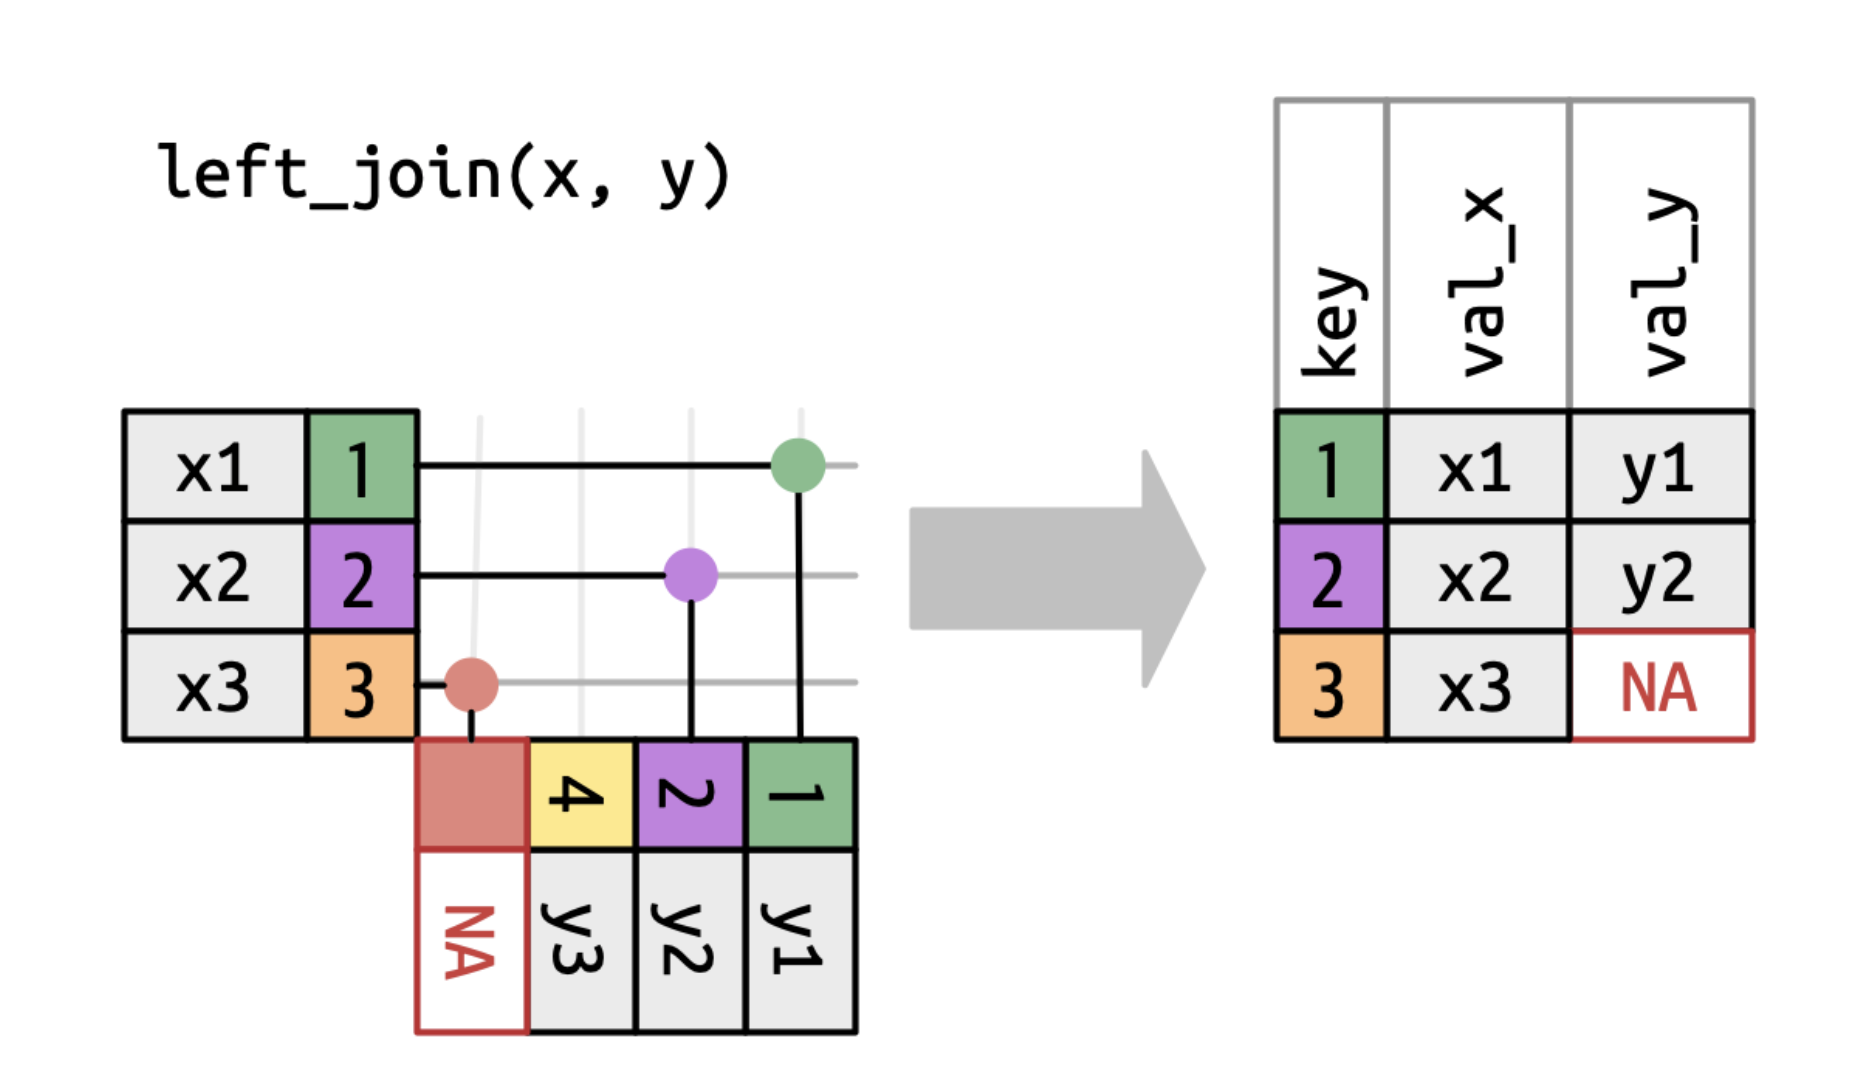 left_join(x, y)
x1 1
x2 2
x3 3
4 2 1
NA y3 y2 y1
key val_x val_y
1 x1 y1
2 x2 y2
3 x3 NA